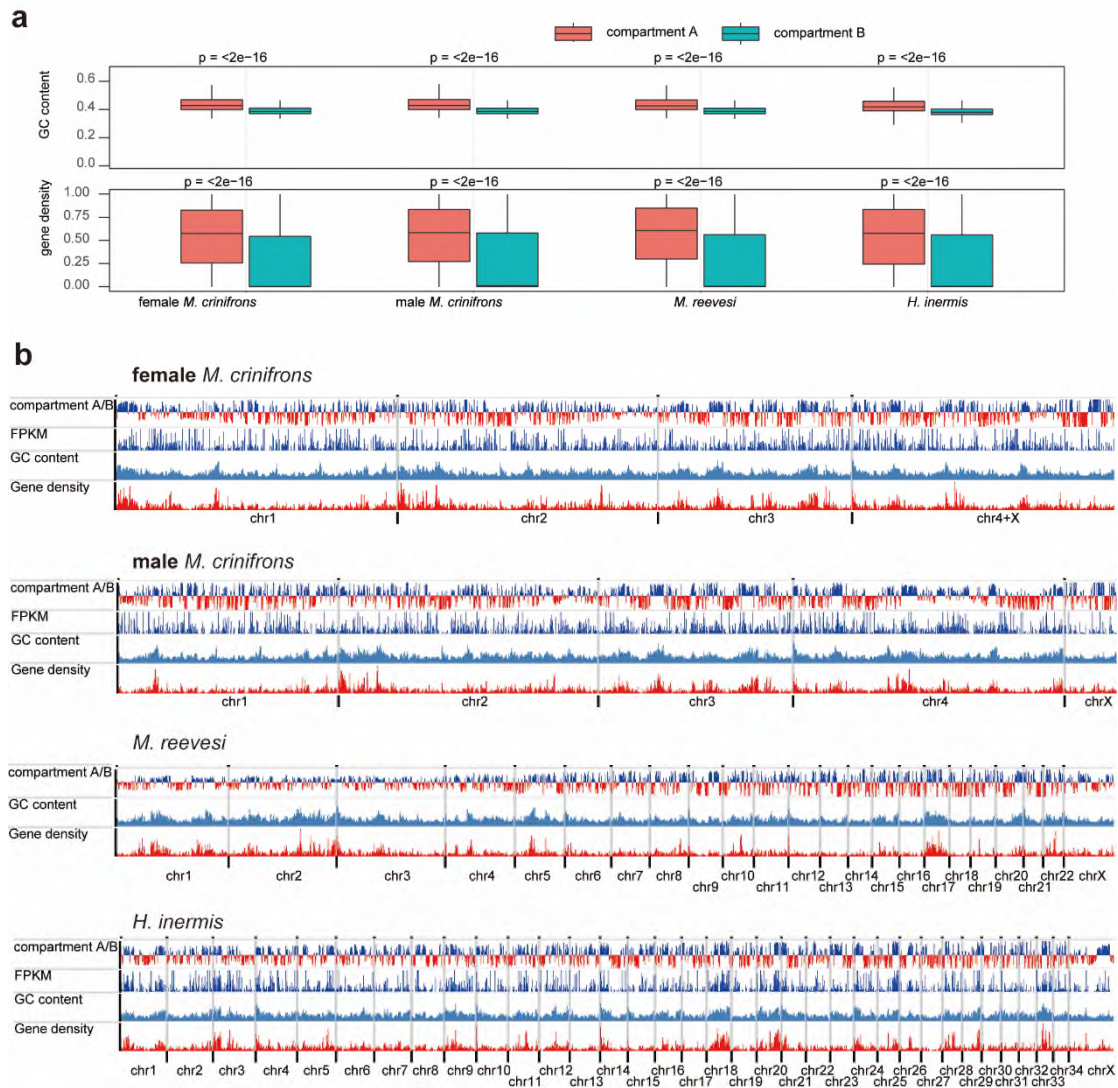 a
compartment A compartment B
p = <2e−16 p = <2e−16 p = <2e−16 p = <2e−16
GC content
0.6
0.4
0.2
0.0
p = <2e−16 p = <2e−16 p = <2e−16 p = <2e−16
gene density
1.00
0.75
0.50
0.25
0.00
female M. crinifrons male M. crinifrons M. reevesi H. inermis
b
female M. crinifrons
compartment A/B
FPKM
GC content
Gene density
chr1 chr2 chr3 chr4+X
male M. crinifrons
compartment A/B
FPKM
GC content
Gene density
chr1 chr2 chr3 chr4 chrX
M. reevesi
compartment A/B
GC content
Gene density
chr1 chr2 chr3 chr4 chr5 chr6 chr7 chr8 chr10 chr12 chr14 chr16 chr18 chr20 chr22 chrX
chr9 chr11 chr13 chr15 chr17 chr19 chr21
H. inermis
compartment A/B
FPKM
GC content
Gene density
chr1 chr2 chr3 chr4 chr5 chr6 chr7 chr8 chr9 chr10 chr12 chr14 chr16 chr18 chr20 chr22 chr24 chr26 chr28 chr30 chr32 chr34 chrX
chr11 chr13 chr15 chr17 chr19 chr21 chr23 chr25 chr27 chr29 chr31 chr33